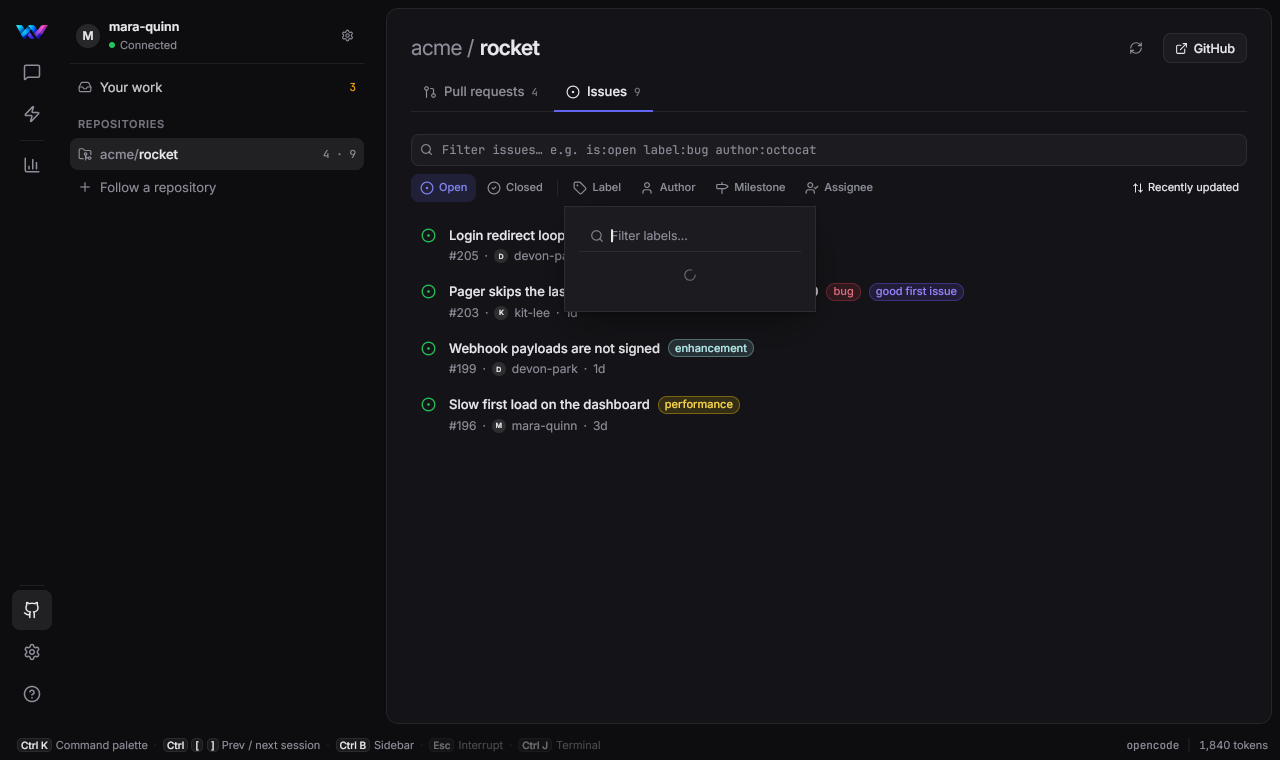 mara-quinn
M
Connected
Your work 3
REPOSITORIES
acme/rocket 4 · 9
Follow a repository
acme / rocket
GitHub
Pull requests 4
Issues 9
Filter issues… e.g. is:open label:bug author:octocat
Open
Closed
Label
Author
Milestone
Assignee
Recently updated
Filter labels...
Login redirect loop
#205 · D devon-pa
Pager skips the las
bug
good first issue
#203 · K kit-lee · 1d
Webhook payloads are not signed enhancement
#199 · D devon-park · 1d
Slow first load on the dashboard performance
#196 · M mara-quinn · 3d
Ctrl K Command palette · Ctrl [ ] Prev / next session · Ctrl B Sidebar · Esc Interrupt · Ctrl J Terminal
opencode
1,840 tokens